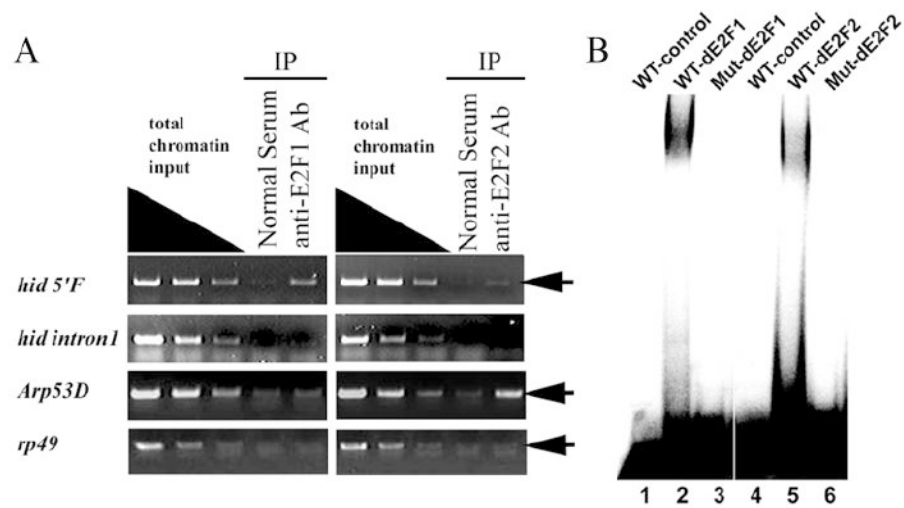 A
IP
IP
total
chromatin
input
Normal Serum
anti-E2F1 Ab
total
chromatin
input
Normal Serum
anti-E2F2 Ab
hid 5'F
hid intron1
Arp53D
rp49
B
WT-control
WT-dE2F1
Mut-dE2F1
WT-control
WT-dE2F2
Mut-dE2F2
1 2 3 4 5 6